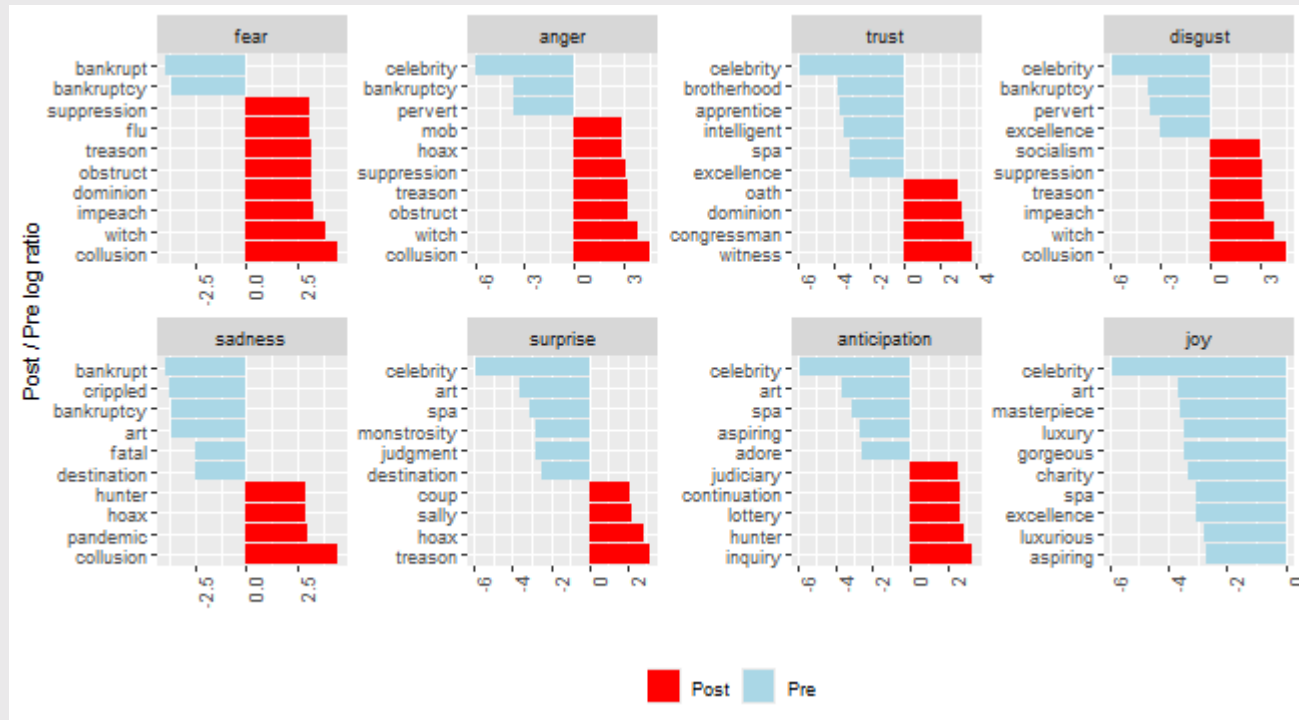 Post / Pre log ratio
fear
bankrupt
bankruptcy
suppression
flu
treason
obstruct
dominion
impeach
witch
collusion
-2.5
0.0
2.5
anger
celebrity
bankruptcy
pervert
mob
hoax
suppression
treason
obstruct
witch
collusion
-6
-3
0
3
trust
celebrity
brotherhood
apprentice
intelligent
spa
excellence
oath
dominion
congressman
witness
-6
-4
-2
0
2
4
disgust
celebrity
bankruptcy
pervert
excellence
socialism
suppression
treason
impeach
witch
collusion
-6
-3
0
3
sadness
bankrupt
crippled
bankruptcy
art
fatal
destination
hunter
hoax
pandemic
collusion
-2.5
0.0
2.5
surprise
celebrity
art
spa
monstrosity
judgment
destination
coup
sally
hoax
treason
-6
-4
-2
0
2
anticipation
celebrity
art
spa
aspiring
adore
judiciary
continuation
lottery
hunter
inquiry
-6
-4
-2
0
2
joy
celebrity
art
masterpiece
luxury
gorgeous
charity
spa
excellence
luxurious
aspiring
-6
-4
-2
0
Post Pre